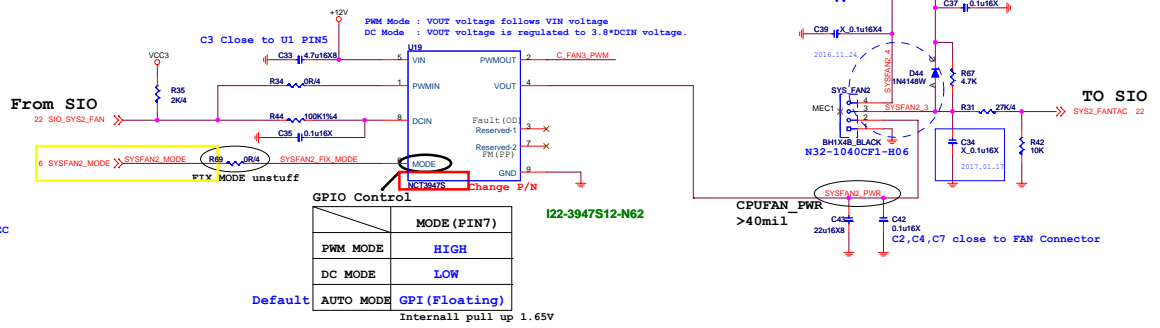 +12V
PWM Mode : VOUT voltage follows VIN voltage
DC Mode : VOUT voltage is regulated to 3.8*DCIN voltage.
C3 Close to U1 PIN5
C33 4.7u16X8
VCC3
R35
2K/4
R34 0R/4
From SIO
22 SIO_SYS2_FAN
R44 100K1%4
C35 0.1u16X
6 SYSFAN2_MODE
SYSFAN2_MODE
R69 0R/4
SYSFAN2_FIX_MODE
FIX MODE unstuff
U19
5 VIN
PWMOUT 2
C_FAN3_PWM
1 PWMIN
VOUT 4
8 DCIN
Fault(OD)
Reserved-1 3
Reserved-2 7
FM(PP)
MODE
GND 9
NCT3947S
Change P/N
GPIO Control
I22-3947S12-N62
MODE(PIN7)
PWM MODE HIGH
DC MODE LOW
Default AUTO MODE GPI(Floating)
Internall pull up 1.65V
C37 0.1u16X
C39 X_0.1u16X4
2016.11.24
SYSFAN2_4
D44
1N4148W
A
R67
4.7K
SYS_FAN2
MEC1
4
3
2
1
SYSFAN2_3
BH1X4B_BLACK
N32-1040CF1-H06
R31 27K/4
TO SIO
SYS2_FANTAC 22
C34
X_0.1u16X
2017.01.17
R42
10K
SYSFAN2_PWR
CPUFAN_PWR
>40mil
C43
22u16X8
C42
0.1u16X
C2,C4,C7 close to FAN Connector